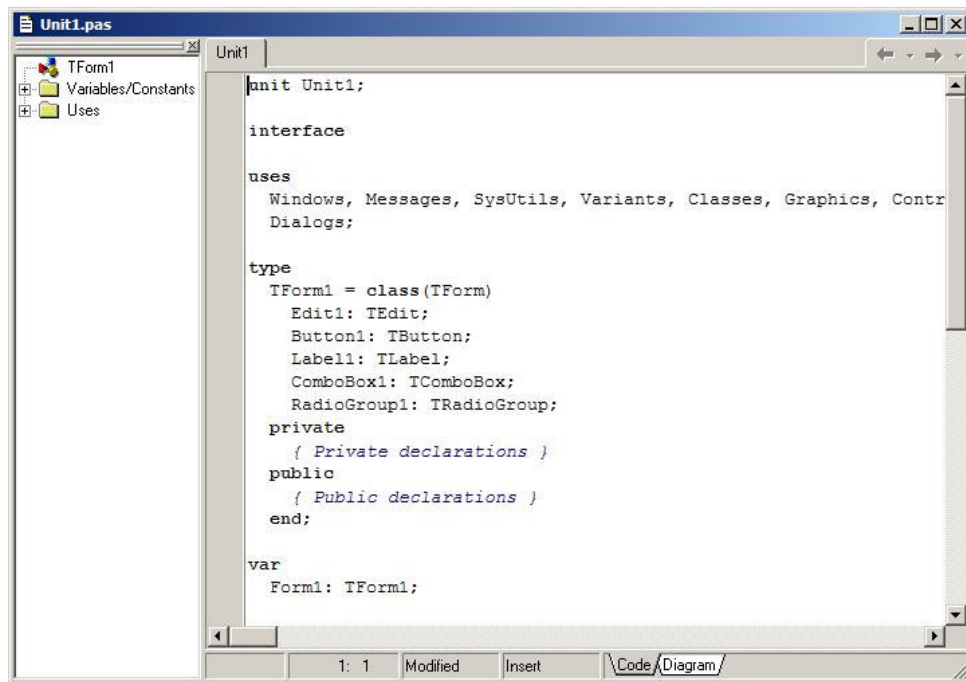 Unit1.pas
TForm1
Variables/Constants
Uses
Unit1
unit Unit1;
interface
uses
Windows, Messages, SysUtils, Variants, Classes, Graphics, Contr
Dialogs;
type
TForm1 = class(TForm)
Edit1: TEdit;
Button1: TButton;
Label1: TLabel;
ComboBox1: TComboBox;
RadioGroup1: TRadioGroup;
private
{ Private declarations }
public
{ Public declarations }
end;
var
Form1: TForm1;
1: 1 Modified Insert Code Diagram